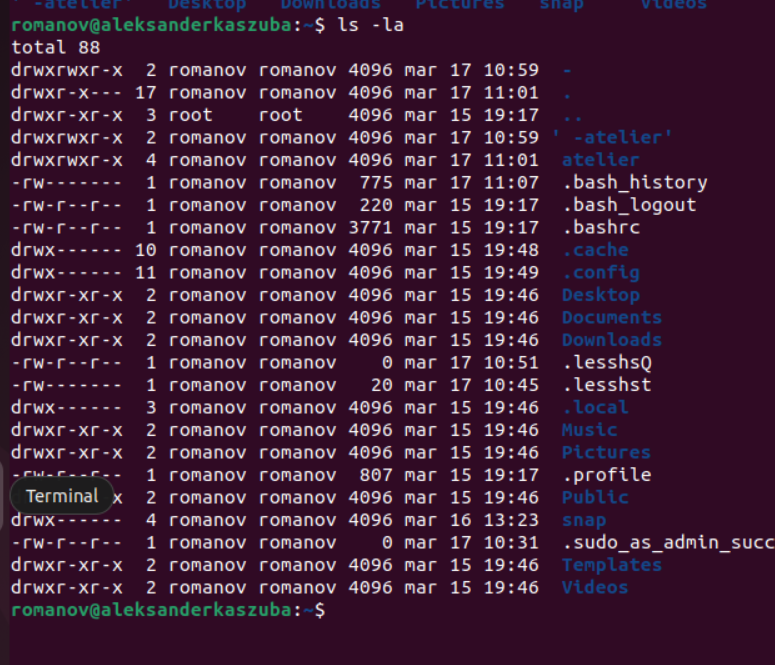 ' -atelier'  Desktop  Downloads  Pictures  snap  Videos
romanov@aleksanderkaszuba:~$ ls -la
total 88
drwxrwxr-x  2 romanov romanov 4096 mar 17 10:59  -
drwxr-x--- 17 romanov romanov 4096 mar 17 11:01  .
drwxr-xr-x  3 root    root    4096 mar 15 19:17  ..
drwxrwxr-x  2 romanov romanov 4096 mar 17 10:59 ' -atelier'
drwxrwxr-x  4 romanov romanov 4096 mar 17 11:01  atelier
-rw-------  1 romanov romanov  775 mar 17 11:07  .bash_history
-rw-r--r--  1 romanov romanov  220 mar 15 19:17  .bash_logout
-rw-r--r--  1 romanov romanov 3771 mar 15 19:17  .bashrc
drwx------ 10 romanov romanov 4096 mar 15 19:48  .cache
drwx------ 11 romanov romanov 4096 mar 15 19:49  .config
drwxr-xr-x  2 romanov romanov 4096 mar 15 19:46  Desktop
drwxr-xr-x  2 romanov romanov 4096 mar 15 19:46  Documents
drwxr-xr-x  2 romanov romanov 4096 mar 15 19:46  Downloads
-rw-r--r--  1 romanov romanov    0 mar 17 10:51  .lesshsQ
-rw-------  1 romanov romanov   20 mar 17 10:45  .lesshst
drwx------  3 romanov romanov 4096 mar 15 19:46  .local
drwxr-xr-x  2 romanov romanov 4096 mar 15 19:46  Music
drwxr-xr-x  2 romanov romanov 4096 mar 15 19:46  Pictures
-rw-r--r--  1 romanov romanov  807 mar 15 19:17  .profile
Terminal x  2 romanov romanov 4096 mar 15 19:46  Public
drwx------  4 romanov romanov 4096 mar 16 13:23  snap
-rw-r--r--  1 romanov romanov    0 mar 17 10:31  .sudo_as_admin_succ
drwxr-xr-x  2 romanov romanov 4096 mar 15 19:46  Templates
drwxr-xr-x  2 romanov romanov 4096 mar 15 19:46  Videos
romanov@aleksanderkaszuba:~$